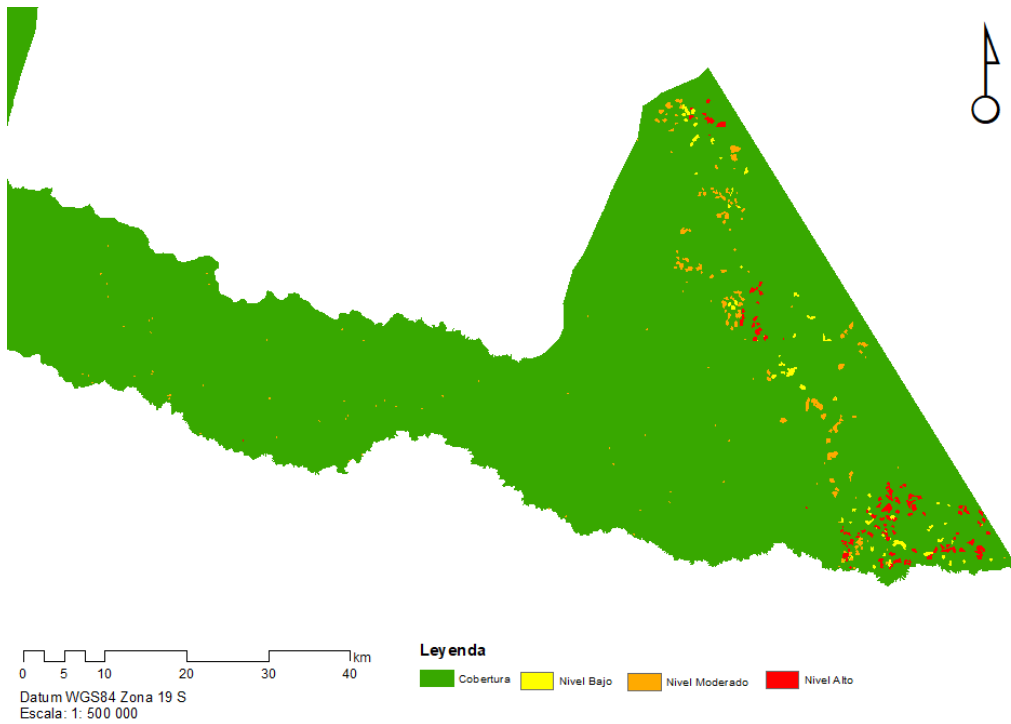 km
0 5 10 20 30 40
Datum WGS84 Zona 19 S
Escala: 1: 500 000
Leyenda
Cobertura Nivel Bajo Nivel Moderado Nivel Alto